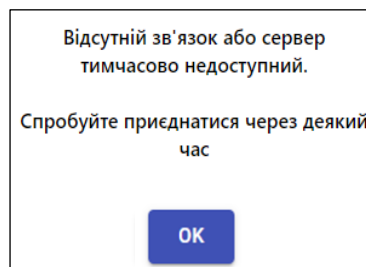 Відсутній зв'язок або сервер
тимчасово недоступний.
Спробуйте приєднатися через деякий
час
OK